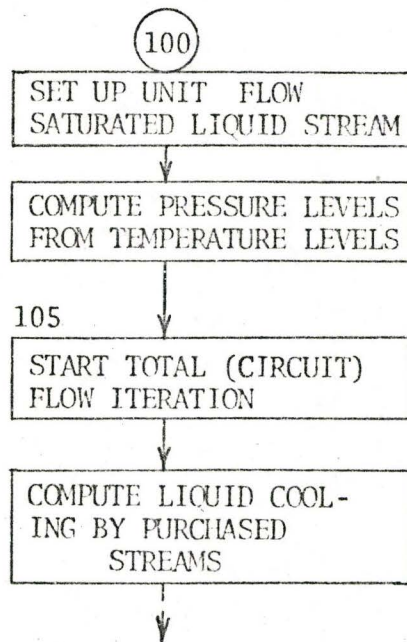 100
SET UP UNIT FLOW
SATURATED LIQUID STREAM
COMPUTE PRESSURE LEVELS
FROM TEMPERATURE LEVELS
105
START TOTAL (CIRCUIT)
FLOW ITERATION
COMPUTE LIQUID COOL-
ING BY PURCHASED
STREAMS